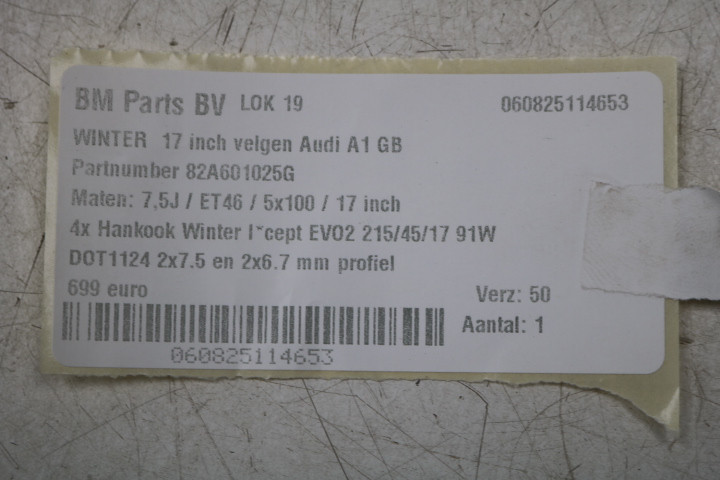 BM Parts BV LOK 19 060825114653
WINTER 17 inch velgen Audi A1 GB
Partnumber 82A601025G
Maten: 7,5J / ET46 / 5x100 / 17 inch
4x Hankook Winter I*cept EVO2 215/45/17 91W
DOT1124 2x7.5 en 2x6.7 mm profiel
699 euro Verz: 50
Aantal: 1
060825114653